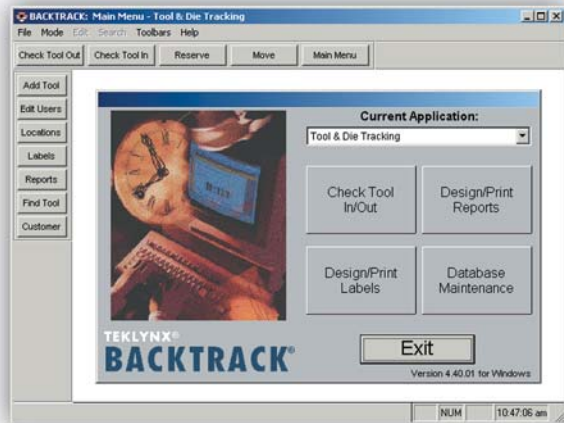 BACKTRACK: Main Menu - Tool & Die Tracking
File Mode Edit Search Toolbars Help
Check Tool Out Check Tool In Reserve Move Main Menu
Add Tool
Edit Users
Locations
Labels
Reports
Find Tool
Customer
Current Application:
Tool & Die Tracking
Check Tool
In/Out
Design/Print
Reports
Design/Print
Labels
Database
Maintenance
TEKLYNX®
BACKTRACK®
Exit
Version 4.40.01 for Windows
NUM 10:47:06 am